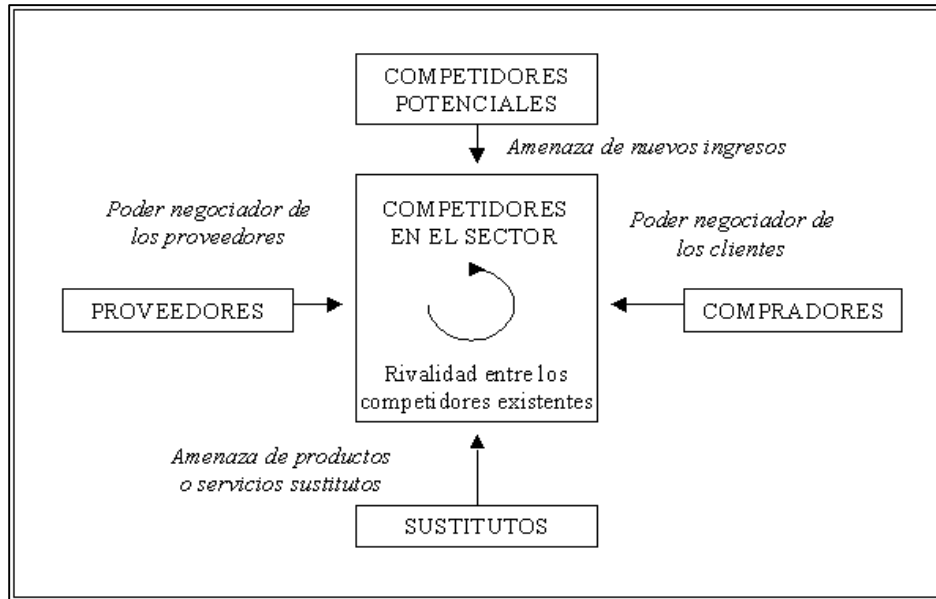 COMPETIDORES
POTENCIALES
Amenaza de nuevos ingresos
Poder negociador de
los proveedores
COMPETIDORES
EN EL SECTOR
Poder negociador de
los clientes
PROVEEDORES
COMPRADORES
Rivalidad entre los
competidores existentes
Amenaza de productos
o servicios sustitutos
SUSTITUTOS